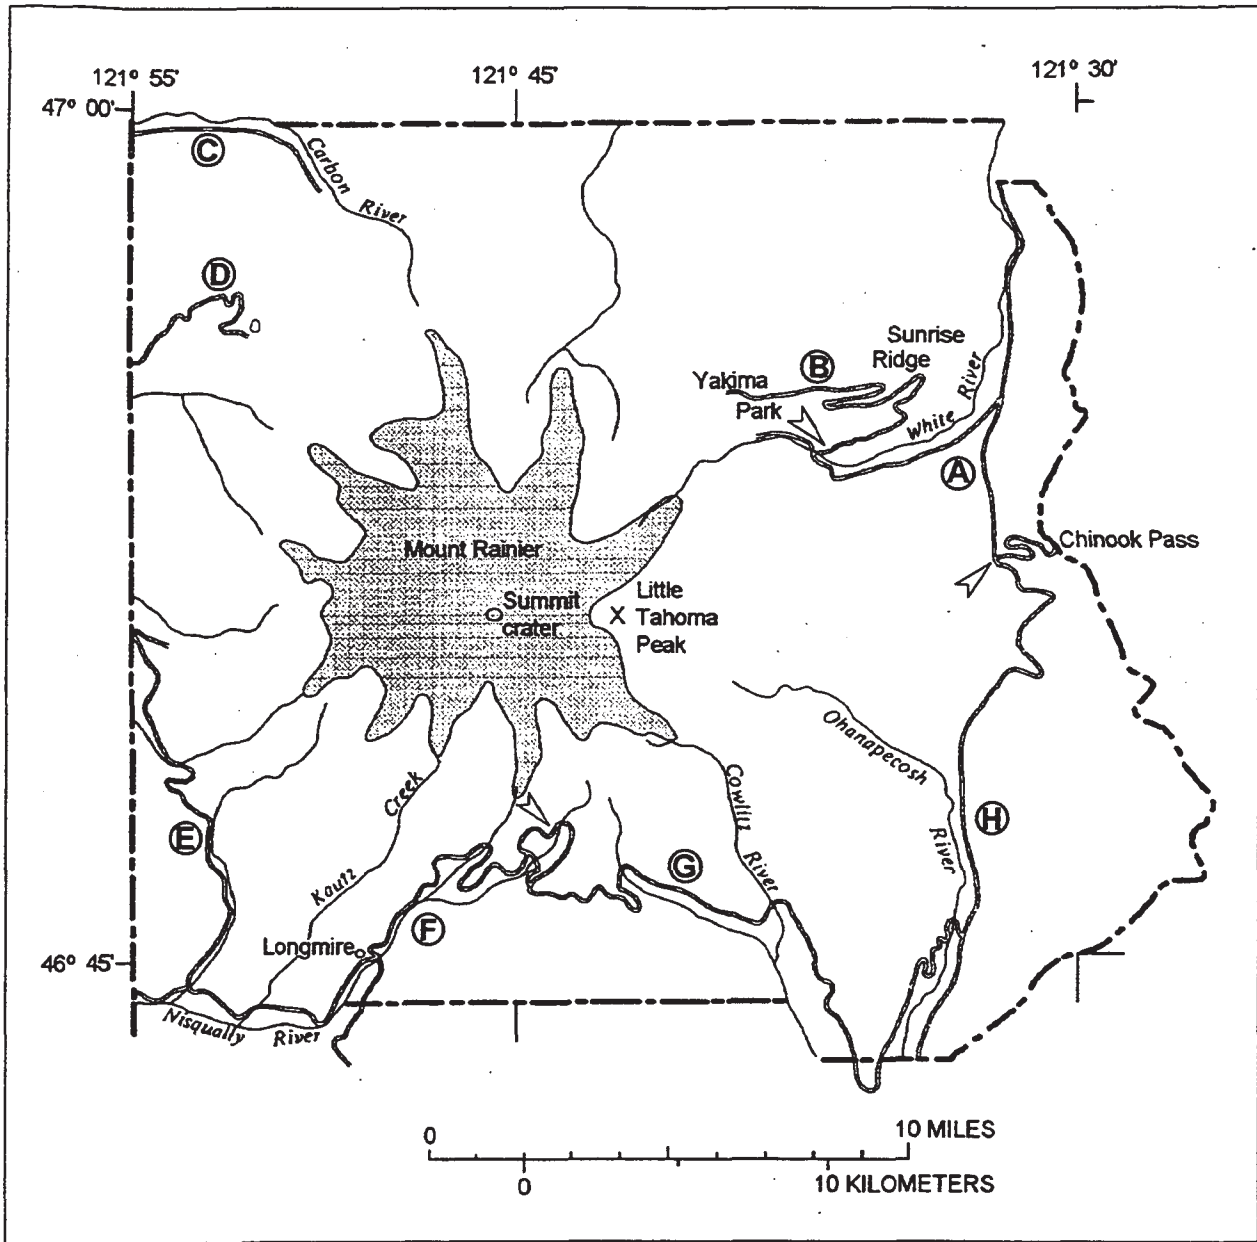 121° 55'
121° 45'
121° 30'
47° 00'
C
Carbon
River
D
Sunrise
Ridge
B
Yakima
Park
River
White
A
Chinook Pass
Mount Rainier
Summit
crater
Little
Tahoma
Peak
Ohanapecosh
River
Creek
Kautz
Cowlitz
River
H
E
G
F
Longmire
46° 45'
Nisqually
River
0
10 MILES
0
10 KILOMETERS